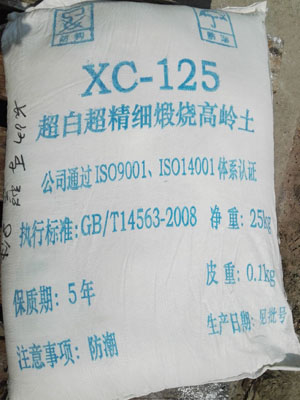 XC-125
超白超精细煅烧高岭土
公司通过ISO9001、ISO14001体系认证
执行标准:GB/T14563-2008 净重:25kg
皮重:0.1kg
保质期:5年
生产日期:见批号
注意事项:防潮